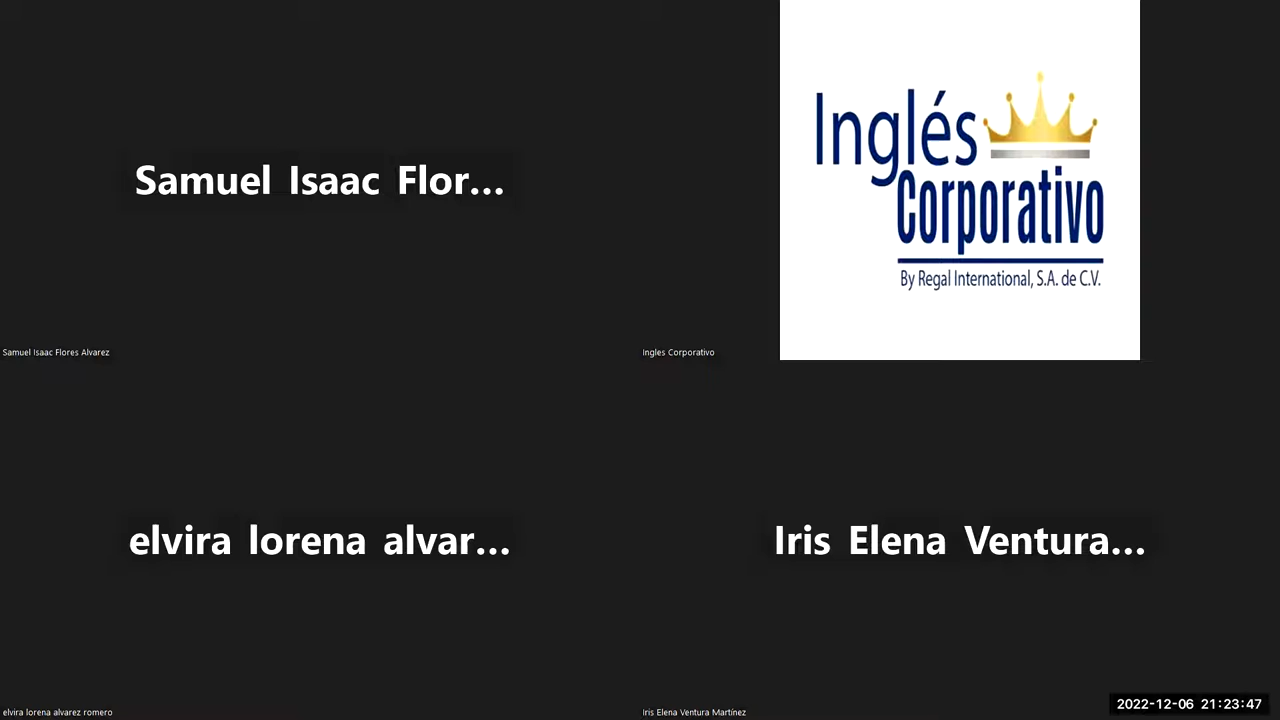 Samuel Isaac Flor...
Samuel Isaac Flores Alvarez
Inglés
Corporativo
By Regal International, S.A. de C.V.
Ingles Corporativo
elvira lorena alvar...
elvira lorena alvarez romero
Iris Elena Ventura...
Iris Elena Ventura Martínez
2022-12-06 21:23:47